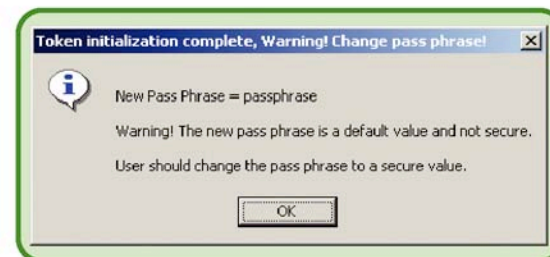 Token initialization complete, Warning! Change pass phrase!
New Pass Phrase = passphrase
Warning! The new pass phrase is a default value and not secure.
User should change the pass phrase to a secure value.
OK